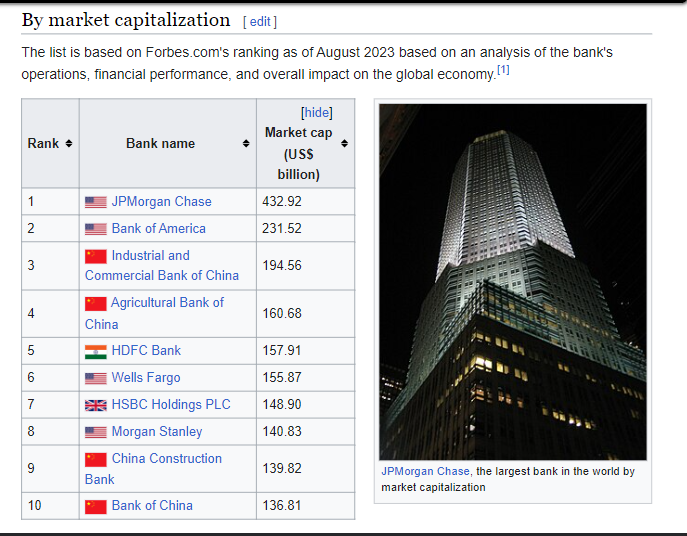 By market capitalization [ edit ]
The list is based on Forbes.com's ranking as of August 2023 based on an analysis of the bank's
operations, financial performance, and overall impact on the global economy.[1]
[hide]
Rank Bank name Market cap
(US$
billion)
1 JPMorgan Chase 432.92
2 Bank of America 231.52
3 Industrial and
Commercial Bank of China 194.56
4 Agricultural Bank of
China 160.68
5 HDFC Bank 157.91
6 Wells Fargo 155.87
7 HSBC Holdings PLC 148.90
8 Morgan Stanley 140.83
9 China Construction
Bank 139.82
10 Bank of China 136.81
JPMorgan Chase, the largest bank in the world by
market capitalization